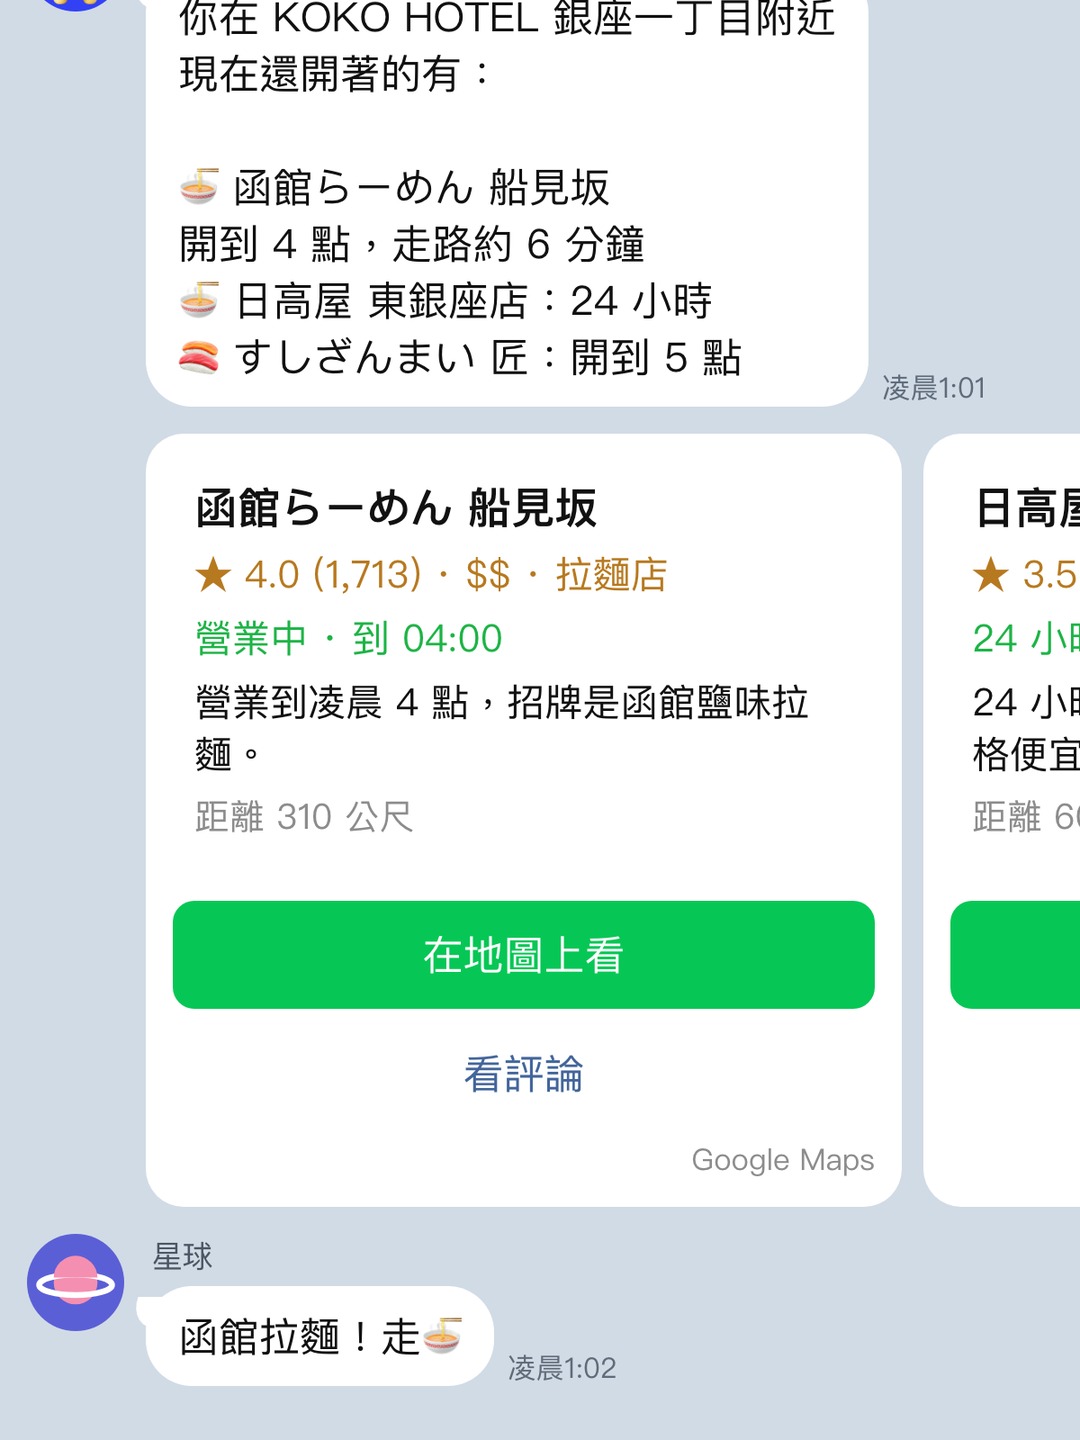 你在 KOKO HOTEL 銀座一丁目附近
現在還開著的有：
🍜 函館らーめん 船見坂
開到 4 點，走路約 6 分鐘
🍜 日高屋 東銀座店：24 小時
🍣 すしざんまい 匠：開到 5 點
凌晨1:01
函館らーめん 船見坂
★ 4.0 (1,713) · $$ · 拉麵店
營業中 · 到 04:00
營業到凌晨 4 點，招牌是函館鹽味拉
麵。
距離 310 公尺
在地圖上看
看評論
Google Maps
日高
★ 3.5
24 小
24 小
格便宜
距離 6
星球
函館拉麵！走🍜
凌晨1:02